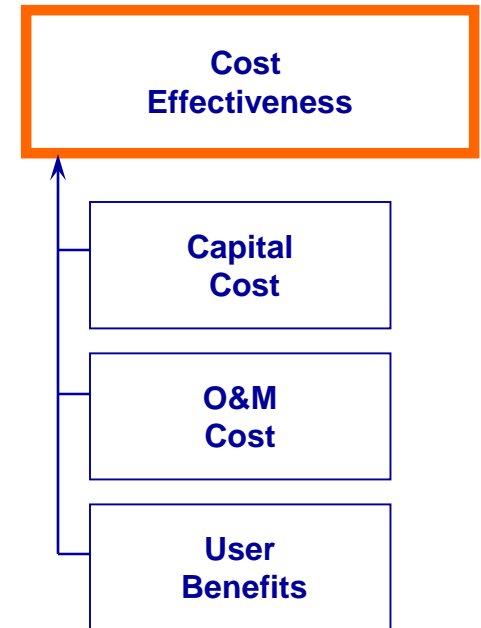 Cost
Effectiveness
Capital
Cost
O&M
Cost
User
Benefits